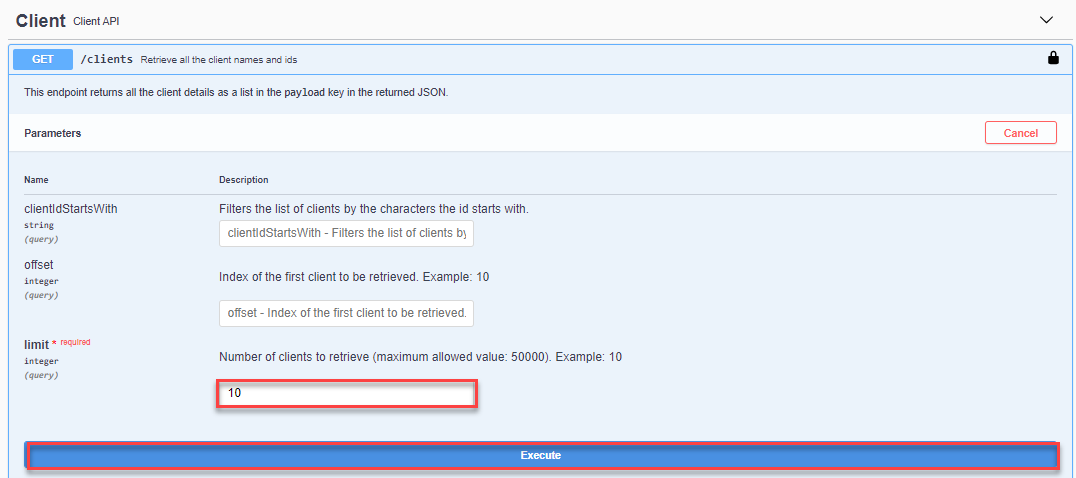 Client Client API
GET /clients Retrieve all the client names and ids
This endpoint returns all the client details as a list in the payload key in the returned JSON.
Parameters Cancel
Name Description
clientIdStartsWith Filters the list of clients by the characters the id starts with.
string
(query) clientIdStartsWith - Filters the list of clients by
offset
integer Index of the first client to be retrieved. Example: 10
(query)
offset - Index of the first client to be retrieved.
limit * required
integer Number of clients to retrieve (maximum allowed value: 50000). Example: 10
(query)
10
Execute